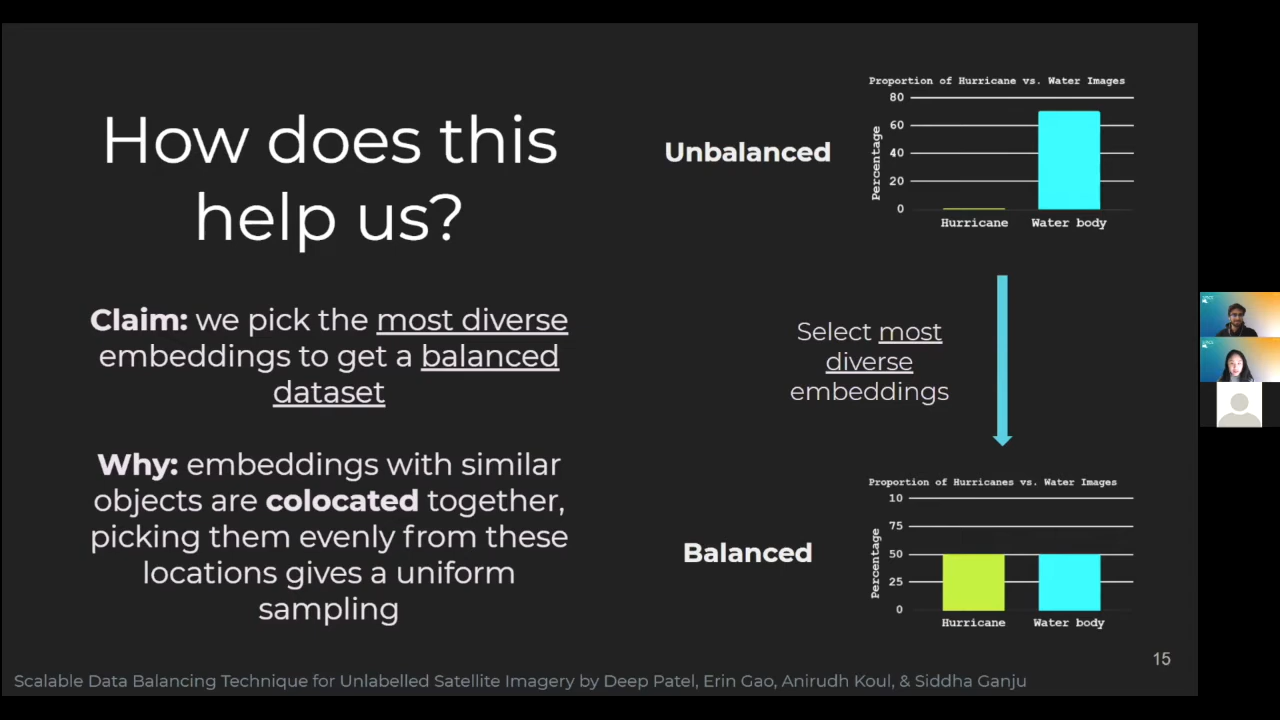 How does this
help us?
Claim: we pick the most diverse
embeddings to get a balanced
dataset
Why: embeddings with similar
objects are colocated together,
picking them evenly from these
locations gives a uniform
sampling
Unbalanced
Proportion of Hurricane vs. Water Images
Percentage
80
60
40
20
0
Hurricane Water body
Select most
diverse
embeddings
Balanced
Proportion of Hurricanes vs. Water Images
Percentage
10
75
50
25
0
Hurricane Water body
15
Scalable Data Balancing Technique for Unlabelled Satellite Imagery by Deep Patel, Erin Gao, Anirudh Koul, & Siddha Ganju